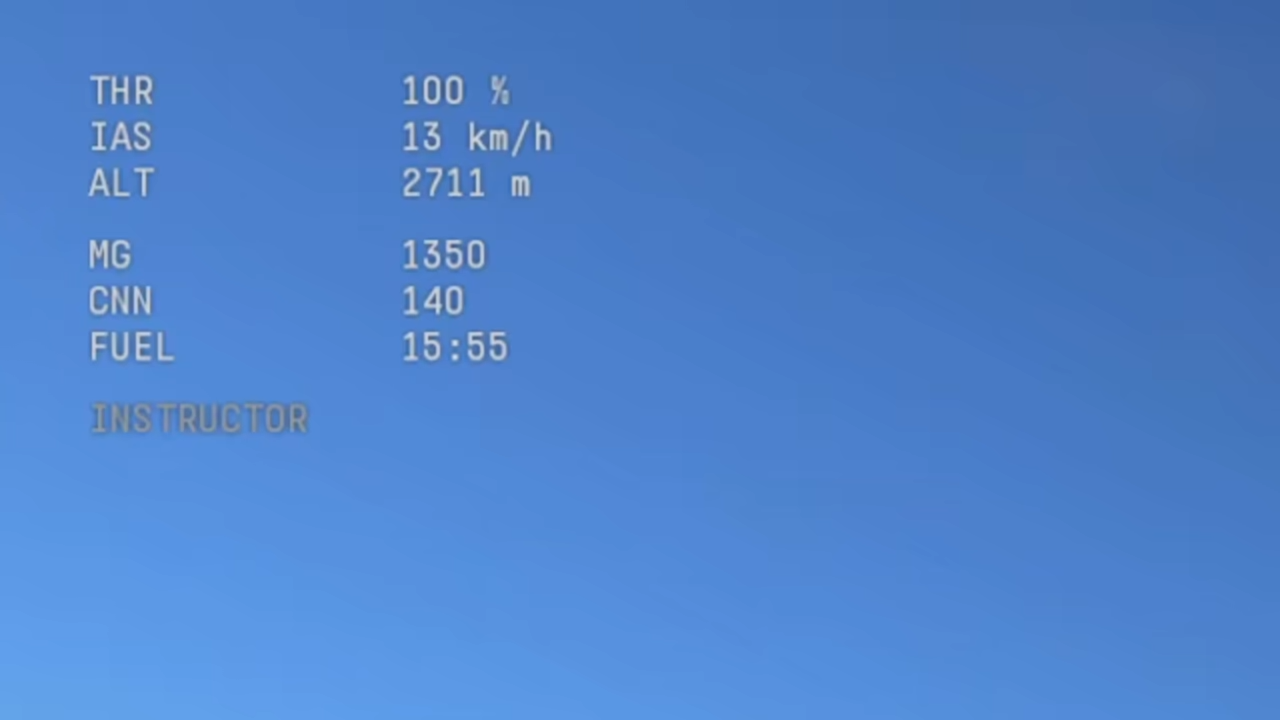 THR 100 %
IAS 13 km/h
ALT 2711 m
MG 1350
CNN 140
FUEL 15:55
INSTRUCTOR